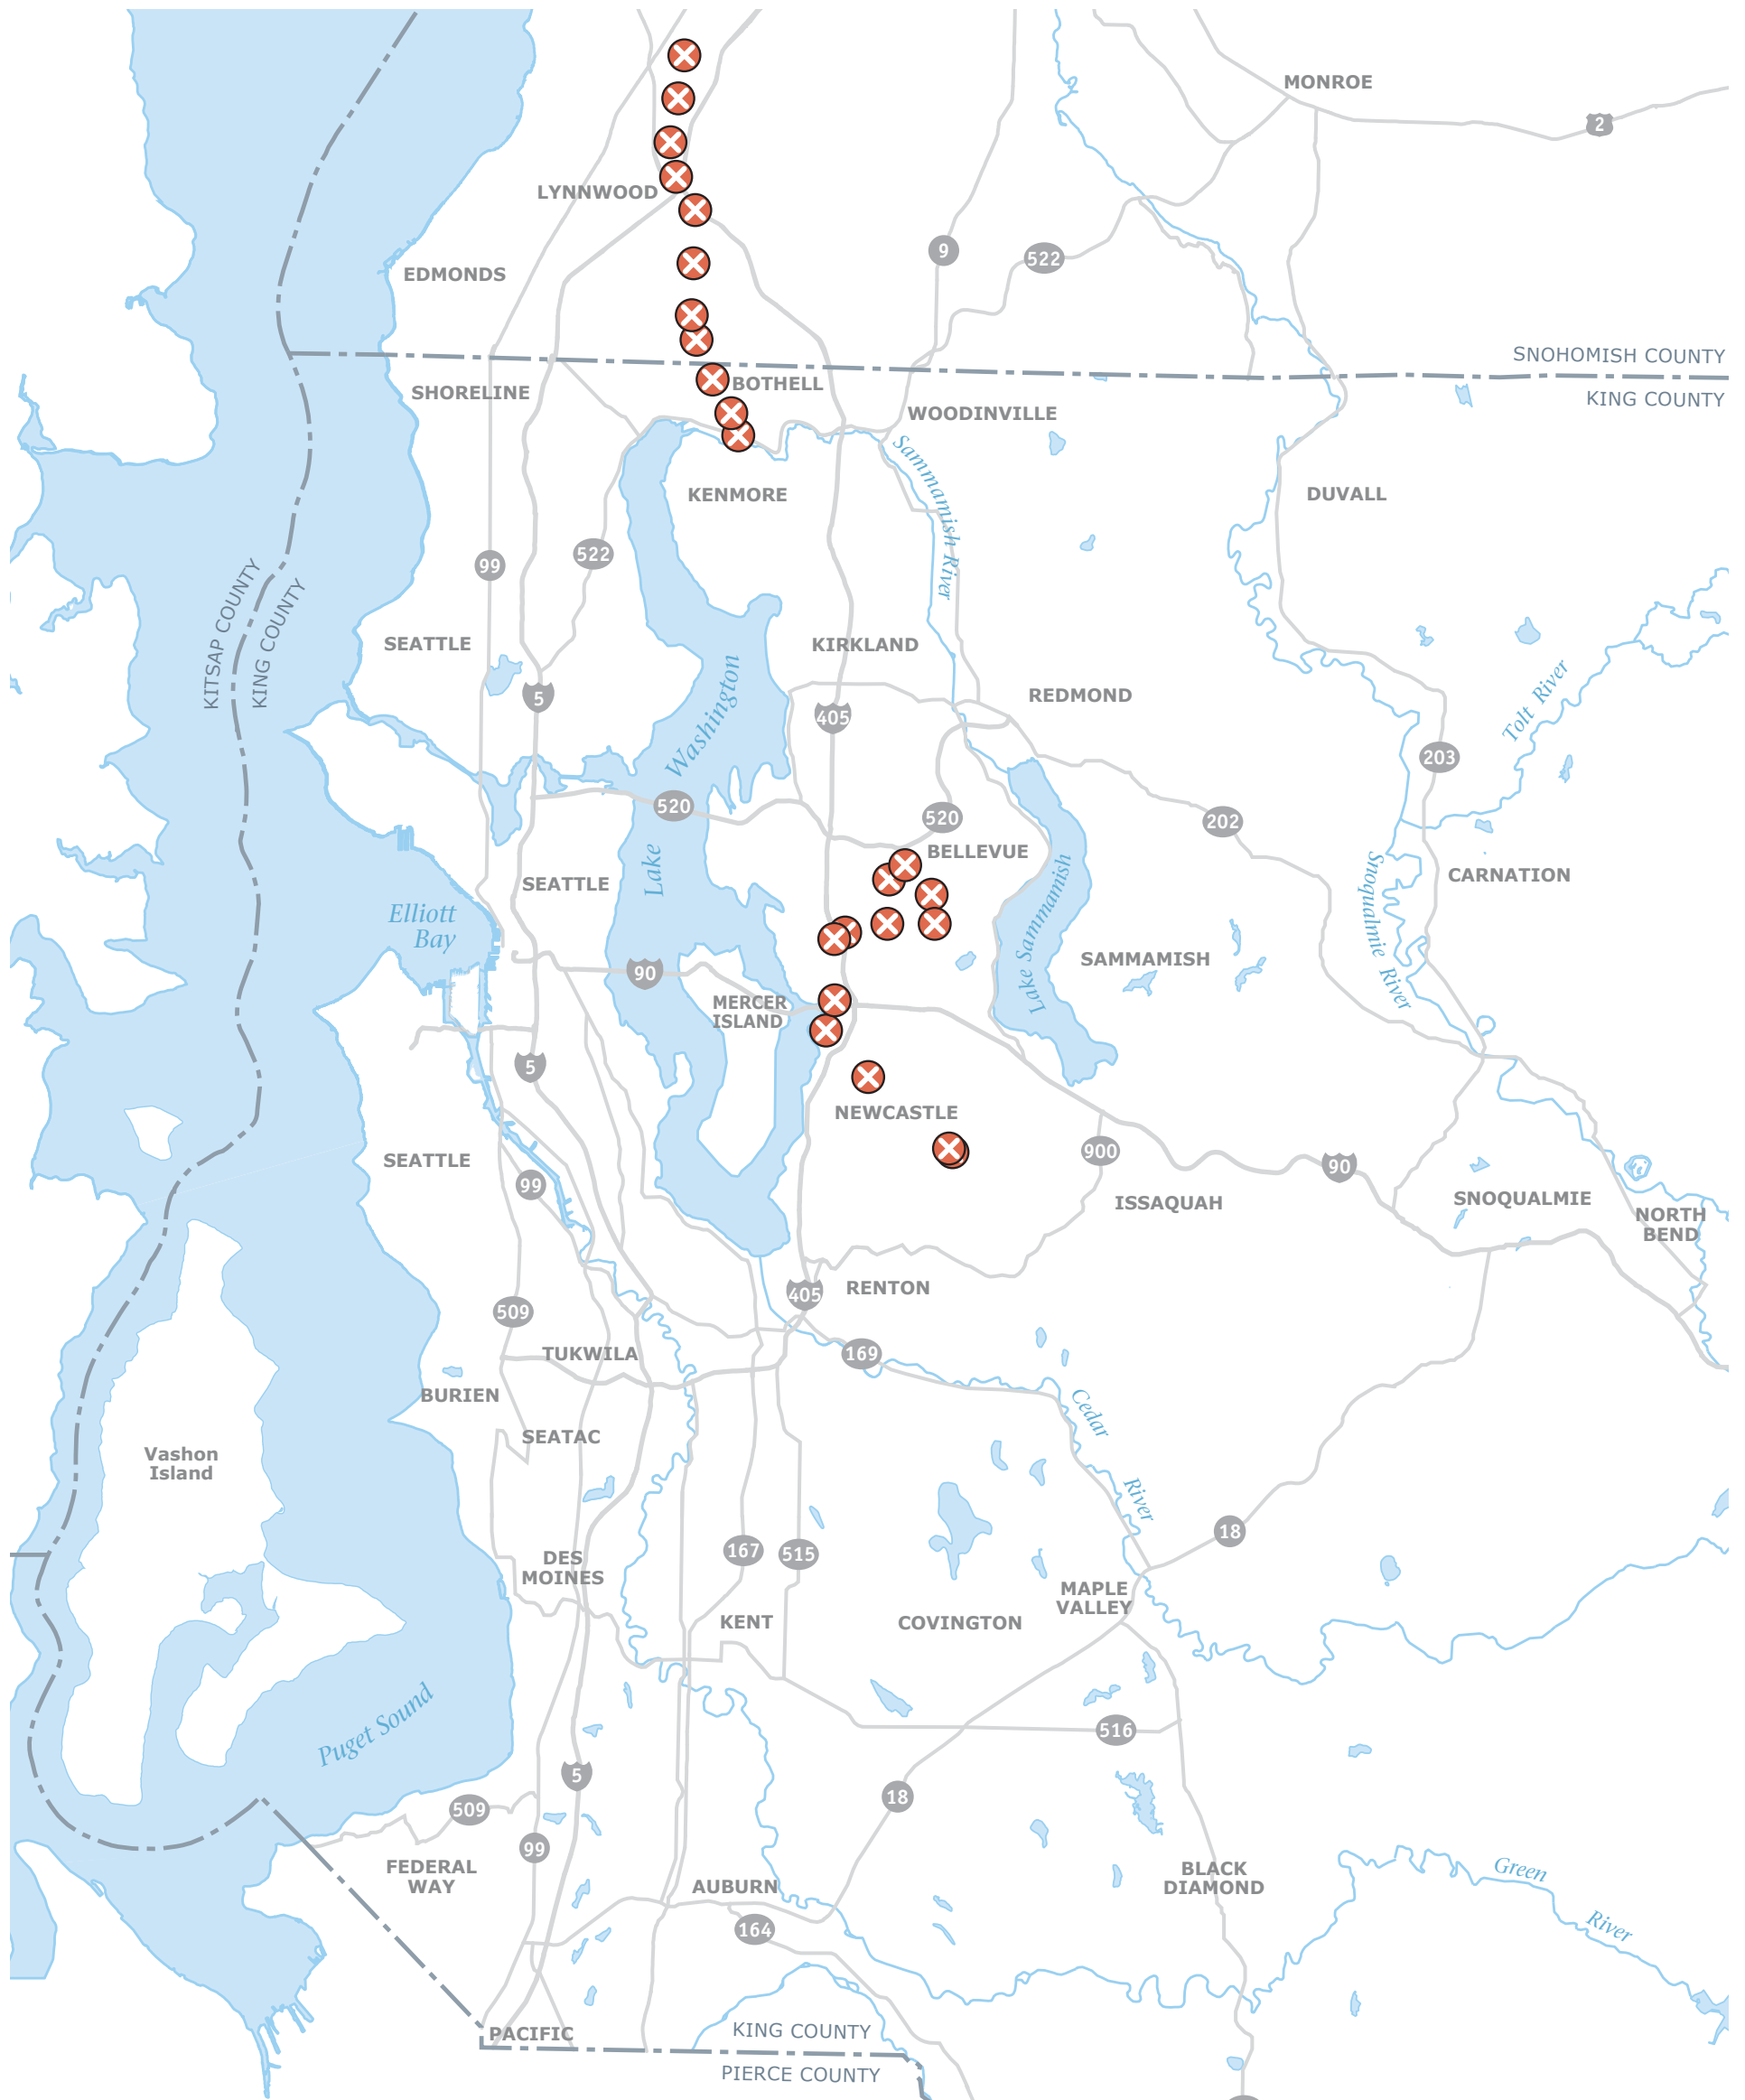 MONROE
2
LYNNWOOD
9
522
EDMONDS
SNOHOMISH COUNTY
KING COUNTY
SHORELINE
BOTHELL
WOODINVILLE
Sammamish River
KENMORE
DUVALL
99
522
KITSAP COUNTY
KING COUNTY
SEATTLE
KIRKLAND
5
405
REDMOND
Tolt River
203
Lake Washington
520
520
202
BELLEVUE
SEATTLE
CARNATION
Elliott
Bay
Lake Sammamish
Snoqualmie River
SAMMAMISH
90
MERCER
ISLAND
5
NEWCASTLE
SEATTLE
99
900
90
ISSAQUAH
SNOQUALMIE
NORTH
BEND
405
RENTON
509
TUKWILA
169
BURIEN
Cedar River
SEATAC
Vashon
Island
18
167
515
DES
MOINES
MAPLE
VALLEY
KENT
COVINGTON
Puget Sound
516
5
18
509
99
FEDERAL
WAY
AUBURN
BLACK
DIAMOND
Green River
164
PACIFIC
KING COUNTY
PIERCE COUNTY